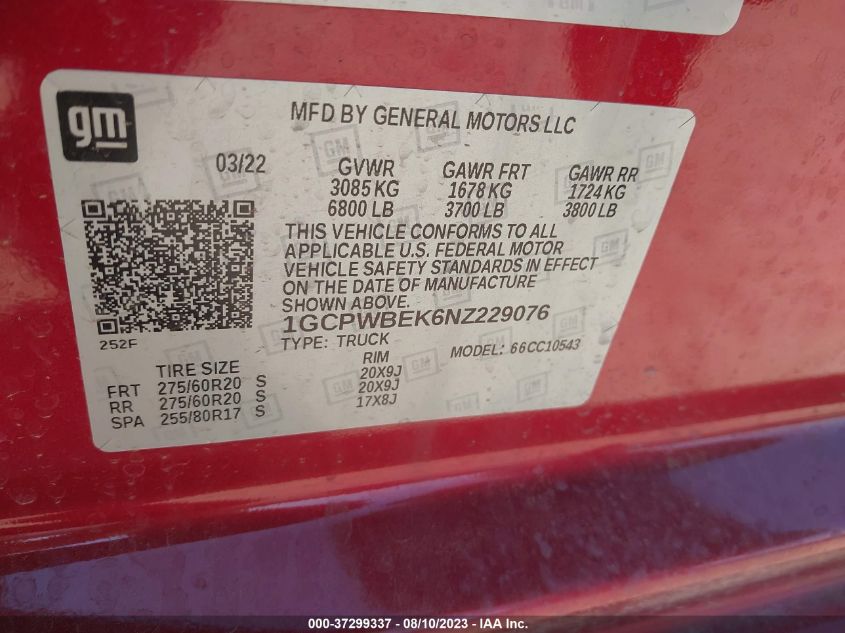 gm
MFD BY GENERAL MOTORS LLC
03/22
GVWR GAWR FRT GAWR RR
3085 KG 1678 KG 1724 KG
6800 LB 3700 LB 3800 LB
THIS VEHICLE CONFORMS TO ALL
APPLICABLE U.S. FEDERAL MOTOR
VEHICLE SAFETY STANDARDS IN EFFECT
ON THE DATE OF MANUFACTURE
SHOWN ABOVE.
1GCPWBEK6NZ229076
252F
TYPE: TRUCK MODEL: 66CC10543
TIRE SIZE RIM
FRT 275/60R20 S 20X9J
RR 275/60R20 S 20X9J
SPA 255/80R17 S 17X8J
000-37299337 - 08/10/2023 - IAA Inc.